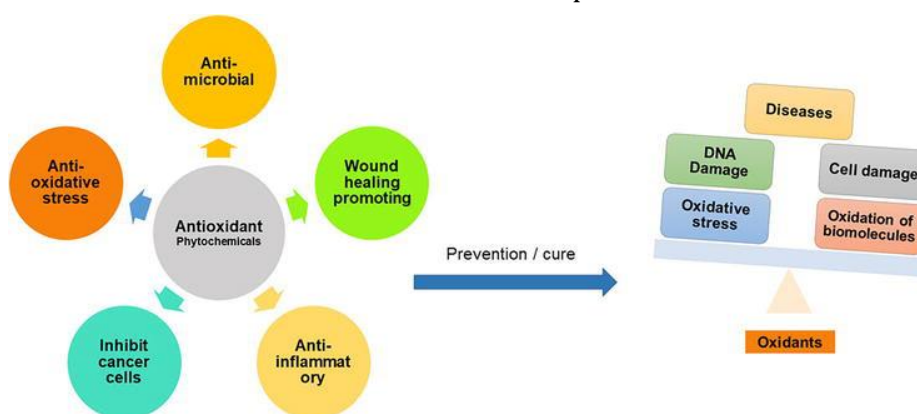 Anti-
microbial
Anti-
oxidative
stress
Wound
healing
promoting
Antioxidant
Phytochemicals
Inhibit
cancer
cells
Anti-
inflammat
ory
Prevention / cure
Diseases
DNA
Damage
Cell damage
Oxidative
stress
Oxidation of
biomolecules
Oxidants